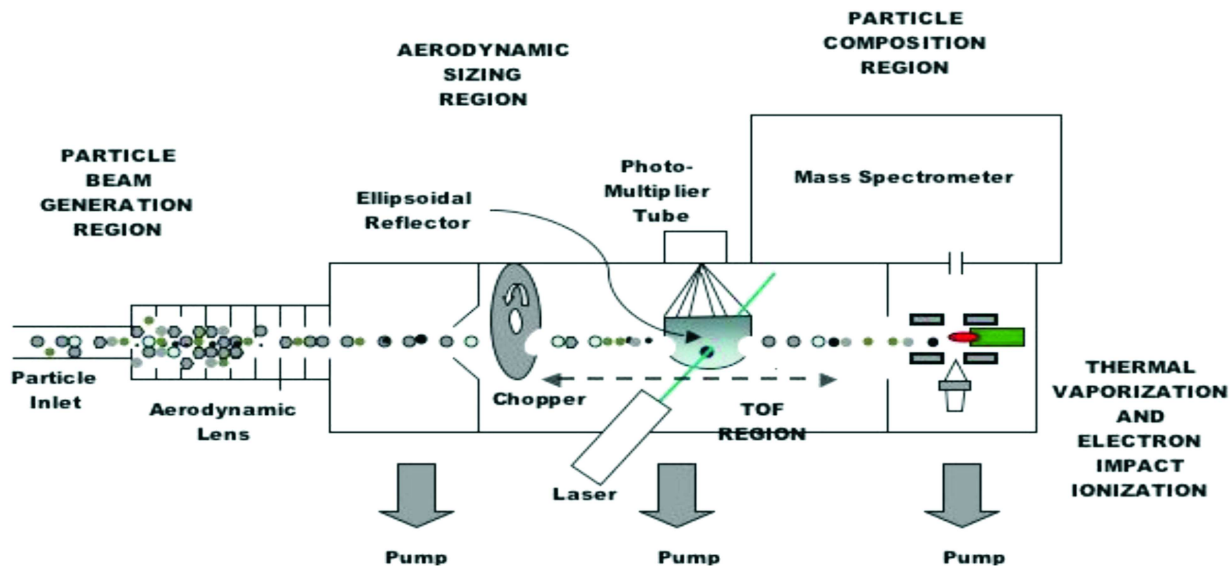 PARTICLE
BEAM
GENERATION
REGION
AERODYNAMIC
SIZING
REGION
PARTICLE
COMPOSITION
REGION
Ellipsoidal
Reflector
Photo-
Multiplier
Tube
Mass Spectrometer
Particle
Inlet
Aerodynamic
Lens
Chopper
Laser
TOF
REGION
THERMAL
VAPORIZATION
AND
ELECTRON
IMPACT
IONIZATION
Pump
Pump
Pump